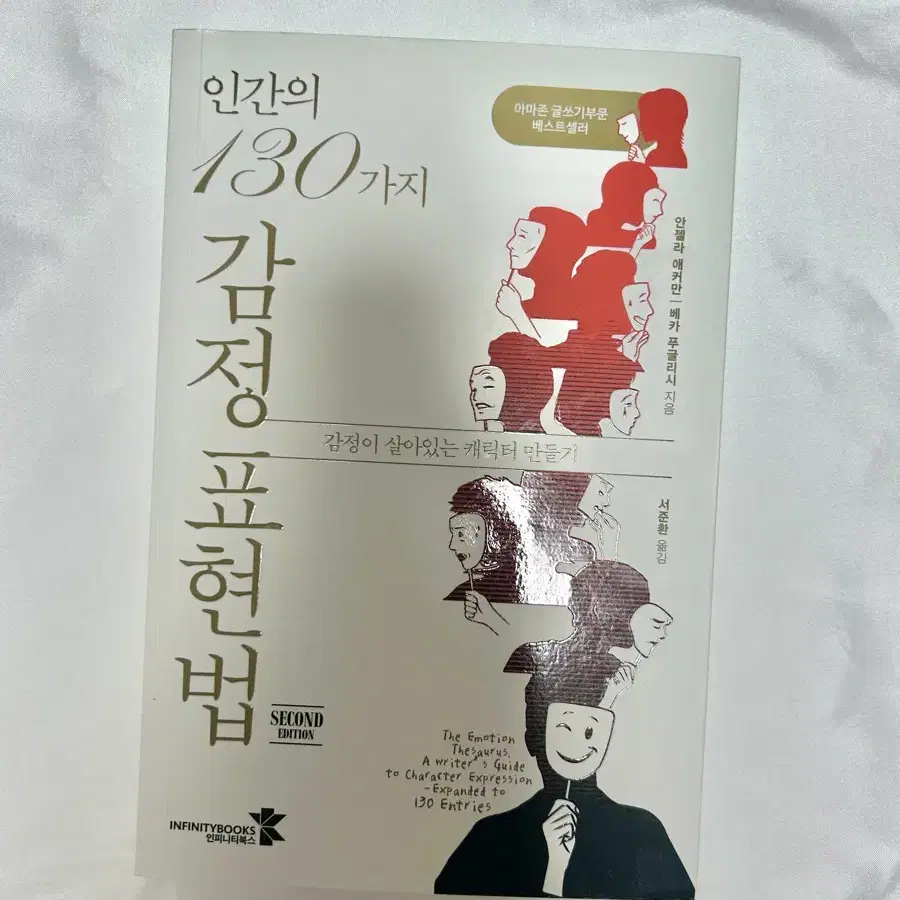 인간의
130가지
감정 표현법
아마존 글쓰기부문
베스트셀러
안젤라 애커만 | 베카 푸글리시 지음
감정이 살아있는 캐릭터 만들기
서준환 옮김
SECOND
EDITION
The Emotion
Thesaurus.
A writer's Guide
to Character Expression
-Expanded to
130 Entries
INFINITYBOOKS
인피니티북스